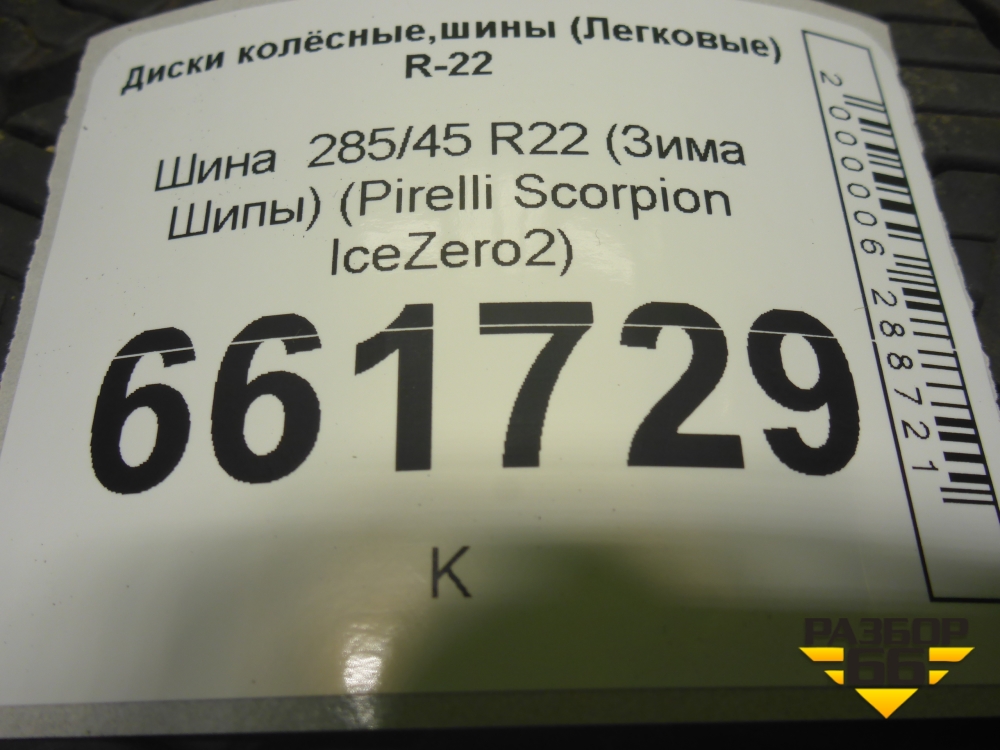 Диски колёсные,шины (Легковые)
R-22
Шина 285/45 R22 (Зима
Шипы) (Pirelli Scorpion
IceZero2)
661729
K
2000006288721
РАЗБОР
66